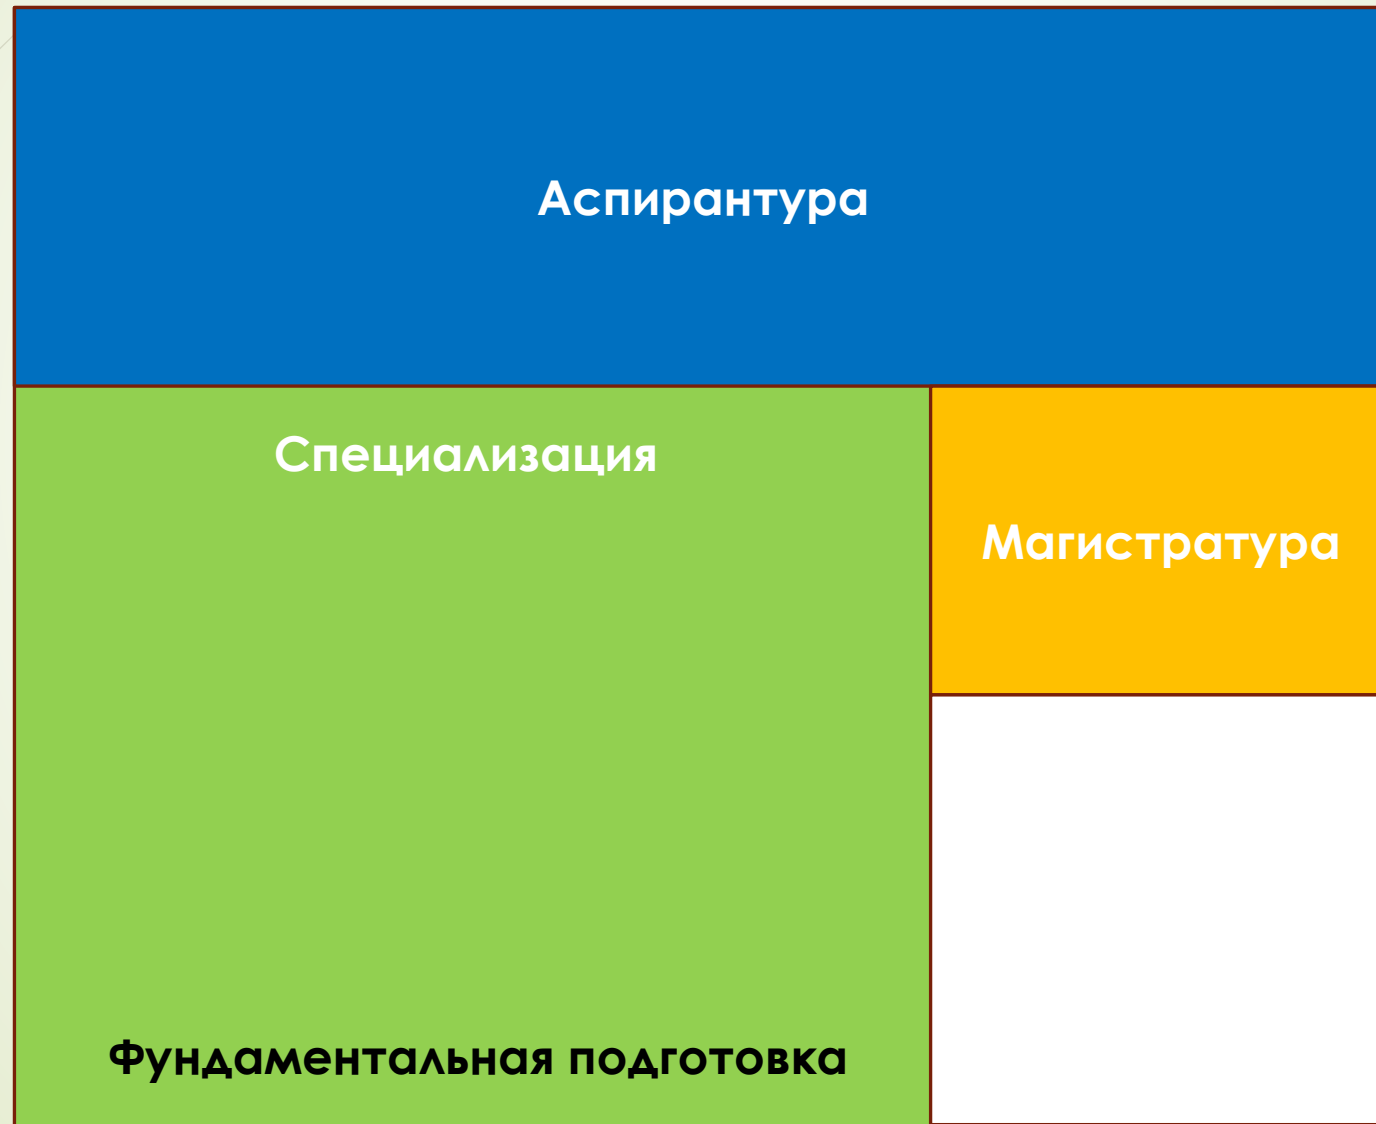 Аспирантура
Специализация
Магистратура
Фундаментальная подготовка